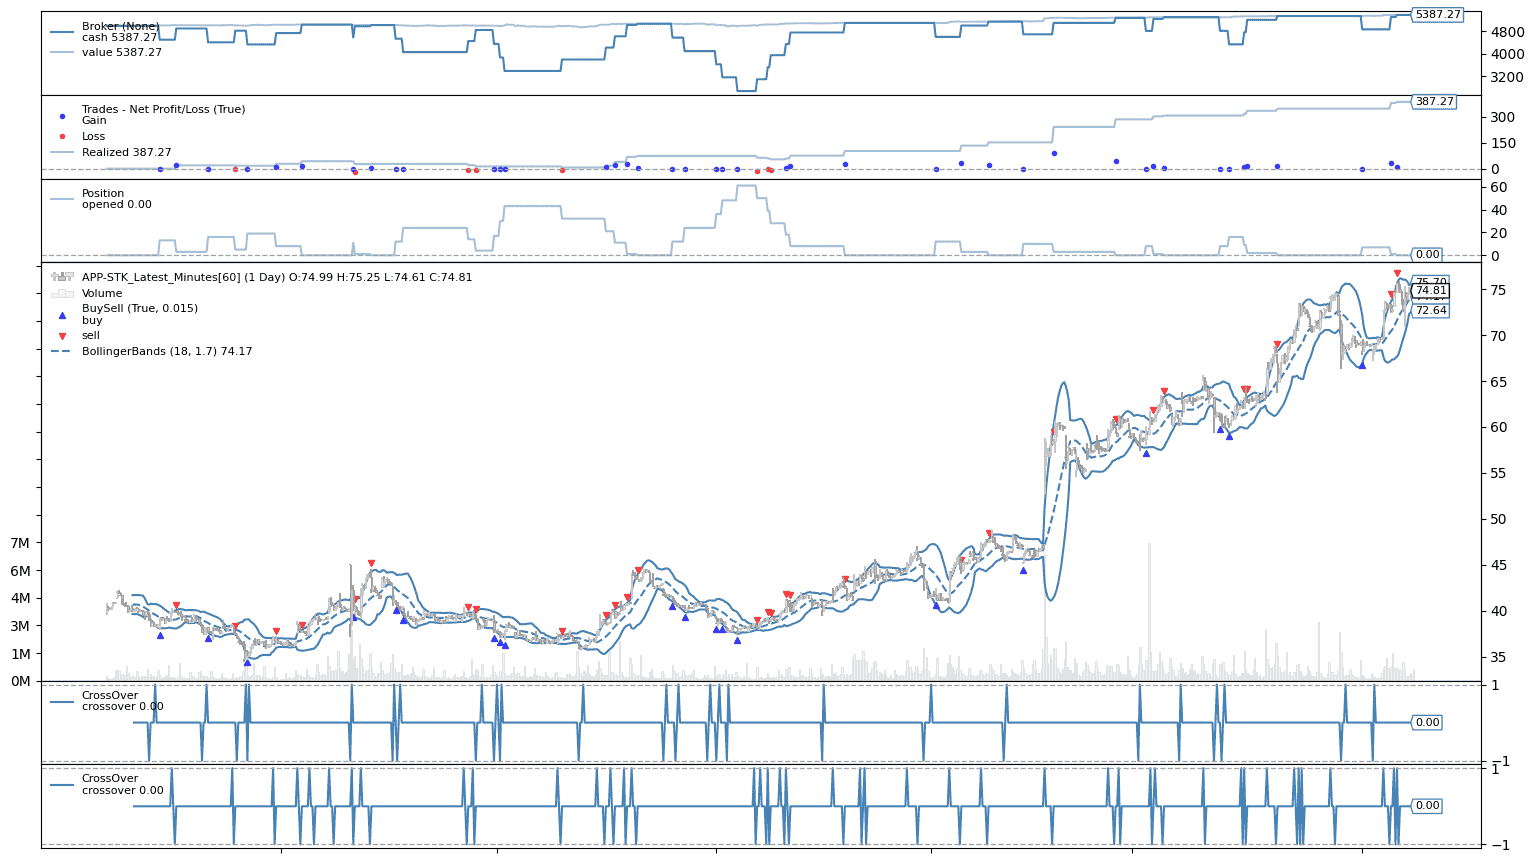 Broker (None)
cash 5387.27
value 5387.27
5387.27
4800
4000
3200
Trades - Net Profit/Loss (True)
Gain
Loss
Realized 387.27
387.27
300
150
0
Position
opened 0.00
60
40
20
0
0.00
APP-STK_Latest_Minutes[60] (1 Day) O:74.99 H:75.25 L:74.61 C:74.81
Volume
BuySell (True, 0.015)
buy
sell
BollingerBands (18, 1.7) 74.17
74.81
72.64
75
70
65
60
55
50
45
40
35
7M
6M
4M
3M
1M
0M
CrossOver
crossover 0.00
1
0.00
−1
CrossOver
crossover 0.00
1
0.00
−1